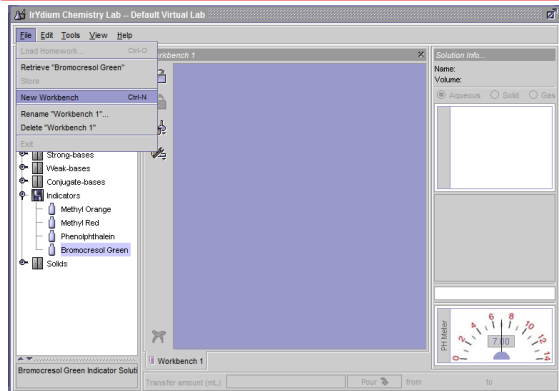 IrYdium Chemistry Lab -- Default Virtual Lab
File Edit Tools View Help
Load Homework... Ctrl-O
Retrieve "Bromocresol Green"
Store
New Workbench Ctrl-N
Rename "Workbench 1"...
Delete "Workbench 1"
Exit
Strong-bases
Weak-bases
Conjugate-bases
Indicators
Methyl Orange
Methyl Red
Phenolphthalein
Bromocresol Green
Solids
Bromocresol Green Indicator Soluti
Workbench 1
Workbench 1
Transfer amount (mL): Pour from to
Solution Info...
Name:
Volume:
Aqueous Solid Gas
PH Meter
0 2 4 6 8 10 12 14
7.00